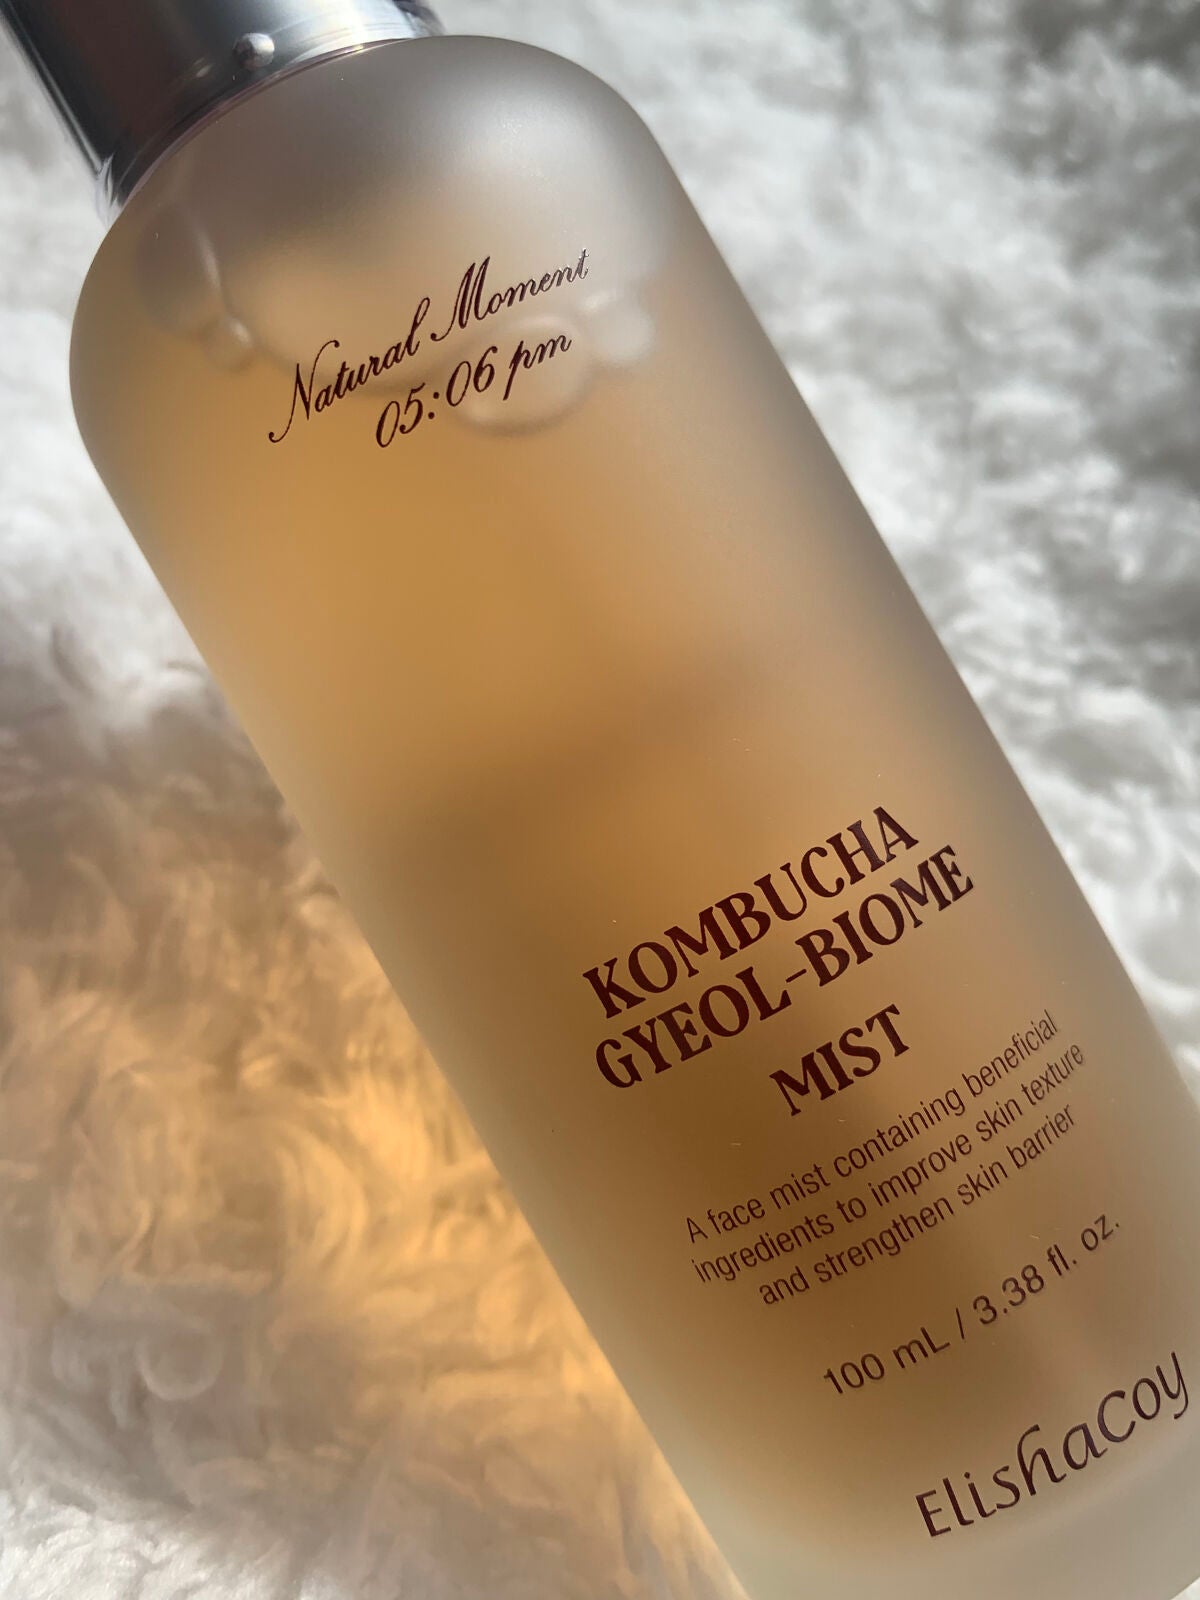 Natural Moment
05:06 pm
KOMBUCHA
GYEOL-BIOME
MIST
A face mist containing beneficial
ingredients to improve skin texture
and strengthen skin barrier
100 mL / 3.38 fl. oz.
ElishaCoy